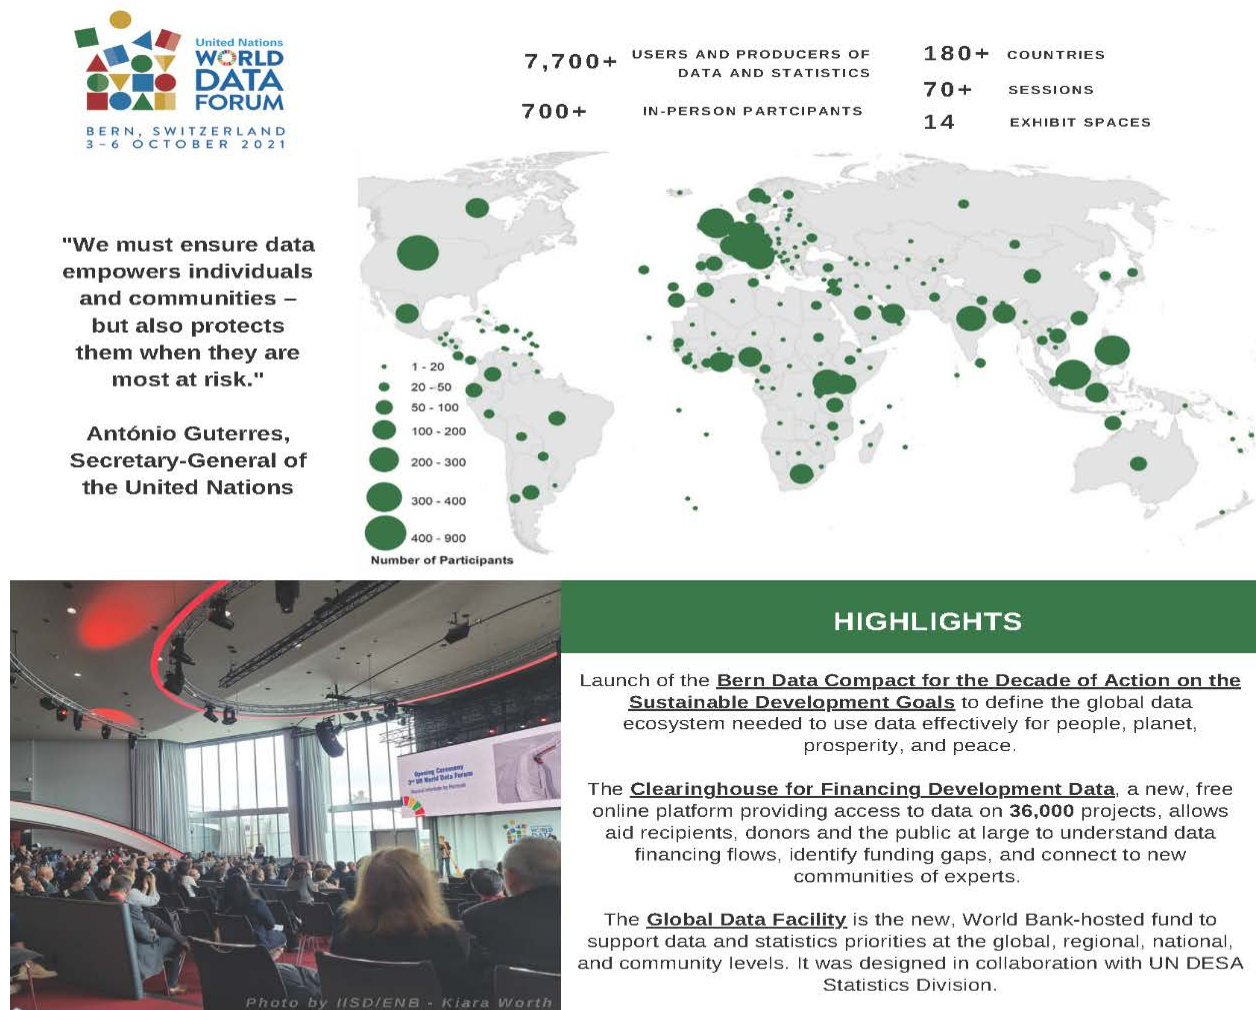 United Nations
WORLD
DATA
FORUM
BERN, SWITZERLAND
3-6 OCTOBER 2021
7,700+ USERS AND PRODUCERS OF
DATA AND STATISTICS
700+ IN-PERSON PARTCIPANTS
180+ COUNTRIES
70+ SESSIONS
14 EXHIBIT SPACES
"We must ensure data
empowers individuals
and communities –
but also protects
them when they are
most at risk."
António Guterres,
Secretary-General of
the United Nations
1 - 20
20 - 50
50 - 100
100 - 200
200 - 300
300 - 400
400 - 900
Number of Participants
Opening Ceremony
3rd UN World Data Forum
WORLD
DATA
Photo by IISD/ENB - Kiara Worth
HIGHLIGHTS
Launch of the Bern Data Compact for the Decade of Action on the
Sustainable Development Goals to define the global data
ecosystem needed to use data effectively for people, planet,
prosperity, and peace.
The Clearinghouse for Financing Development Data, a new, free
online platform providing access to data on 36,000 projects, allows
aid recipients, donors and the public at large to understand data
financing flows, identify funding gaps, and connect to new
communities of experts.
The Global Data Facility is the new, World Bank-hosted fund to
support data and statistics priorities at the global, regional, national,
and community levels. It was designed in collaboration with UN DESA
Statistics Division.